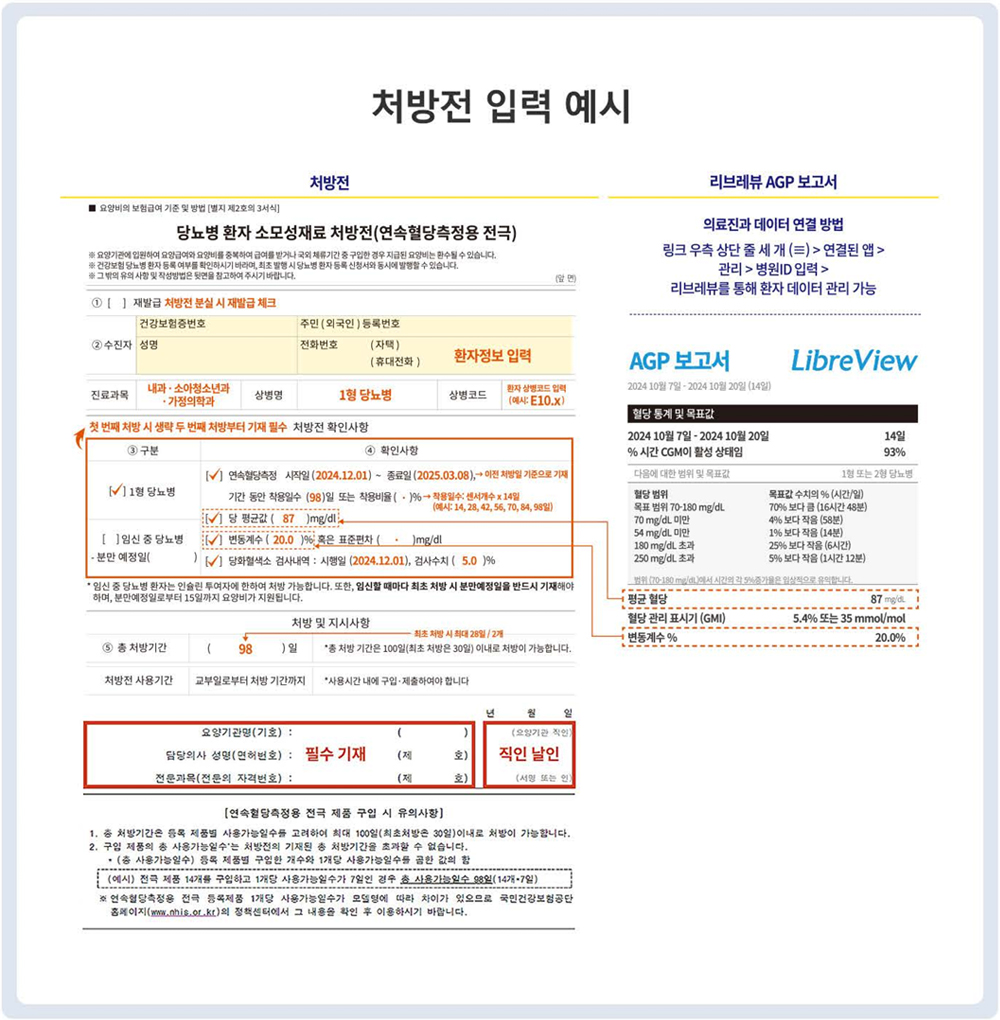 처방전 입력 예시
처방전
■ 요양비의 보험급여 기준 및 방법 [별지 제2호의 3서식]
당뇨병 환자 소모성재료 처방전(연속혈당측정용 전극)
※ 요양기관에 입원하여 요양급여와 요양비를 중복하여 급여를 받거나 국외 체류기간 중 구입한 경우 지급된 요양비는 환수될 수 있습니다.
※ 건강보험 당뇨병 환자 등록 여부를 확인하시기 바라며, 최초 발행 시 당뇨병 환자 등록 신청서와 동시에 발행할 수 있습니다.
※ 그 밖의 유의 사항 및 작성방법은 뒷면을 참고하여 주시기 바랍니다.
(앞 면)
① [ ] 재발급 처방전 분실 시 재발급 체크
② 수진자
건강보험증번호
주민 ( 외국인 ) 등록번호
성명
전화번호
( 자택 )
( 휴대전화 )
환자정보 입력
진료과목
내과 · 소아청소년과
· 가정의학과
상병명
1형 당뇨병
상병코드
환자 상병코드 입력
(예시: E10.x)
첫 번째 처방 시 생략 두 번째 처방부터 기재 필수 처방전 확인사항
③ 구분
④ 확인사항
[✓] 1형 당뇨병
[✓] 연속혈당측정 시작일 (2024.12.01) ~ 종료일 (2025.03.08),→ 이전 처방일 기준으로 기재
기간 동안 착용일수 (98)일 또는 착용비율 ( · )% → 착용일수: 센서개수 x 14일
(예시: 14, 28, 42, 56, 70, 84, 98일)
[✓] 당 평균값 ( 87 )mg/dl
[ ] 임신 중 당뇨병
- 분만 예정일( )
[✓] 변동계수 ( 20.0 )% 혹은 표준편차 ( · )mg/dl
[✓] 당화혈색소 검사내역 : 시행일 (2024.12.01), 검사수치 ( 5.0 )%
* 임신 중 당뇨병 환자는 인슐린 투여자에 한하여 처방 가능합니다. 또한, 임신할 때마다 최초 처방 시 분만예정일을 반드시 기재해야
하며, 분만예정일로부터 15일까지 요양비가 지원됩니다.
처방 및 지시사항
최초 처방 시 최대 28일 / 2개
⑤ 총 처방기간
( 98 ) 일
*총 처방 기간은 100일(최초 처방은 30일) 이내로 처방이 가능합니다.
처방전 사용기간
교부일로부터 처방 기간까지
*사용시간 내에 구입·제출하여야 합니다
년 월 일
요양기관명(기호) : ( )
(요양기관 직인)
담당의사 성명(면허번호) : 필수 기재 (제 호)
직인 날인
전문과목(전문의 자격번호) : (제 호)
(서명 또는 인)
[연속혈당측정용 전극 제품 구입 시 유의사항]
1. 총 처방기간은 등록 제품별 사용가능일수를 고려하여 최대 100일(최초처방은 30일)이내로 처방이 가능합니다.
2. 구입 제품의 총 사용가능일수*는 처방전의 기재된 총 처방기간을 초과할 수 없습니다.
* (총 사용가능일수) 등록 제품별 구입한 개수와 1개당 사용가능일수를 곱한 값의 합
(예시) 전극 제품 14개를 구입하고 1개당 사용가능일수가 7일인 경우 총 사용가능일수 98일(14개*7일)
※ 연속혈당측정용 전극 등록제품 1개당 사용가능일수가 모델명에 따라 차이가 있으므로 국민건강보험공단
홈페이지(www.nhis.or.kr)의 정책센터에서 그 내용을 확인 후 이용하시기 바랍니다.
리브레뷰 AGP 보고서
의료진과 데이터 연결 방법
링크 우측 상단 줄 세 개 (≡) > 연결된 앱 >
관리 > 병원ID 입력 >
리브레뷰를 통해 환자 데이터 관리 가능
AGP 보고서
LibreView
2024 10월 7일 - 2024 10월 20일 (14일)
혈당 통계 및 목표값
2024 10월 7일 - 2024 10월 20일 14일
% 시간 CGM이 활성 상태임 93%
다음에 대한 범위 및 목표값 1형 또는 2형 당뇨병
혈당 범위 목표값 수치의 % (시간/일)
목표 범위 70-180 mg/dL 70% 보다 큼 (16시간 48분)
70 mg/dL 미만 4% 보다 작음 (58분)
54 mg/dL 미만 1% 보다 작음 (14분)
180 mg/dL 초과 25% 보다 작음 (6시간)
250 mg/dL 초과 5% 보다 작음 (1시간 12분)
범위 (70-180 mg/dL)에서 시간의 각 5%증가율은 임상적으로 유익합니다.
평균 혈당 87 mg/dL
혈당 관리 표시기 (GMI) 5.4% 또는 35 mmol/mol
변동계수 % 20.0%